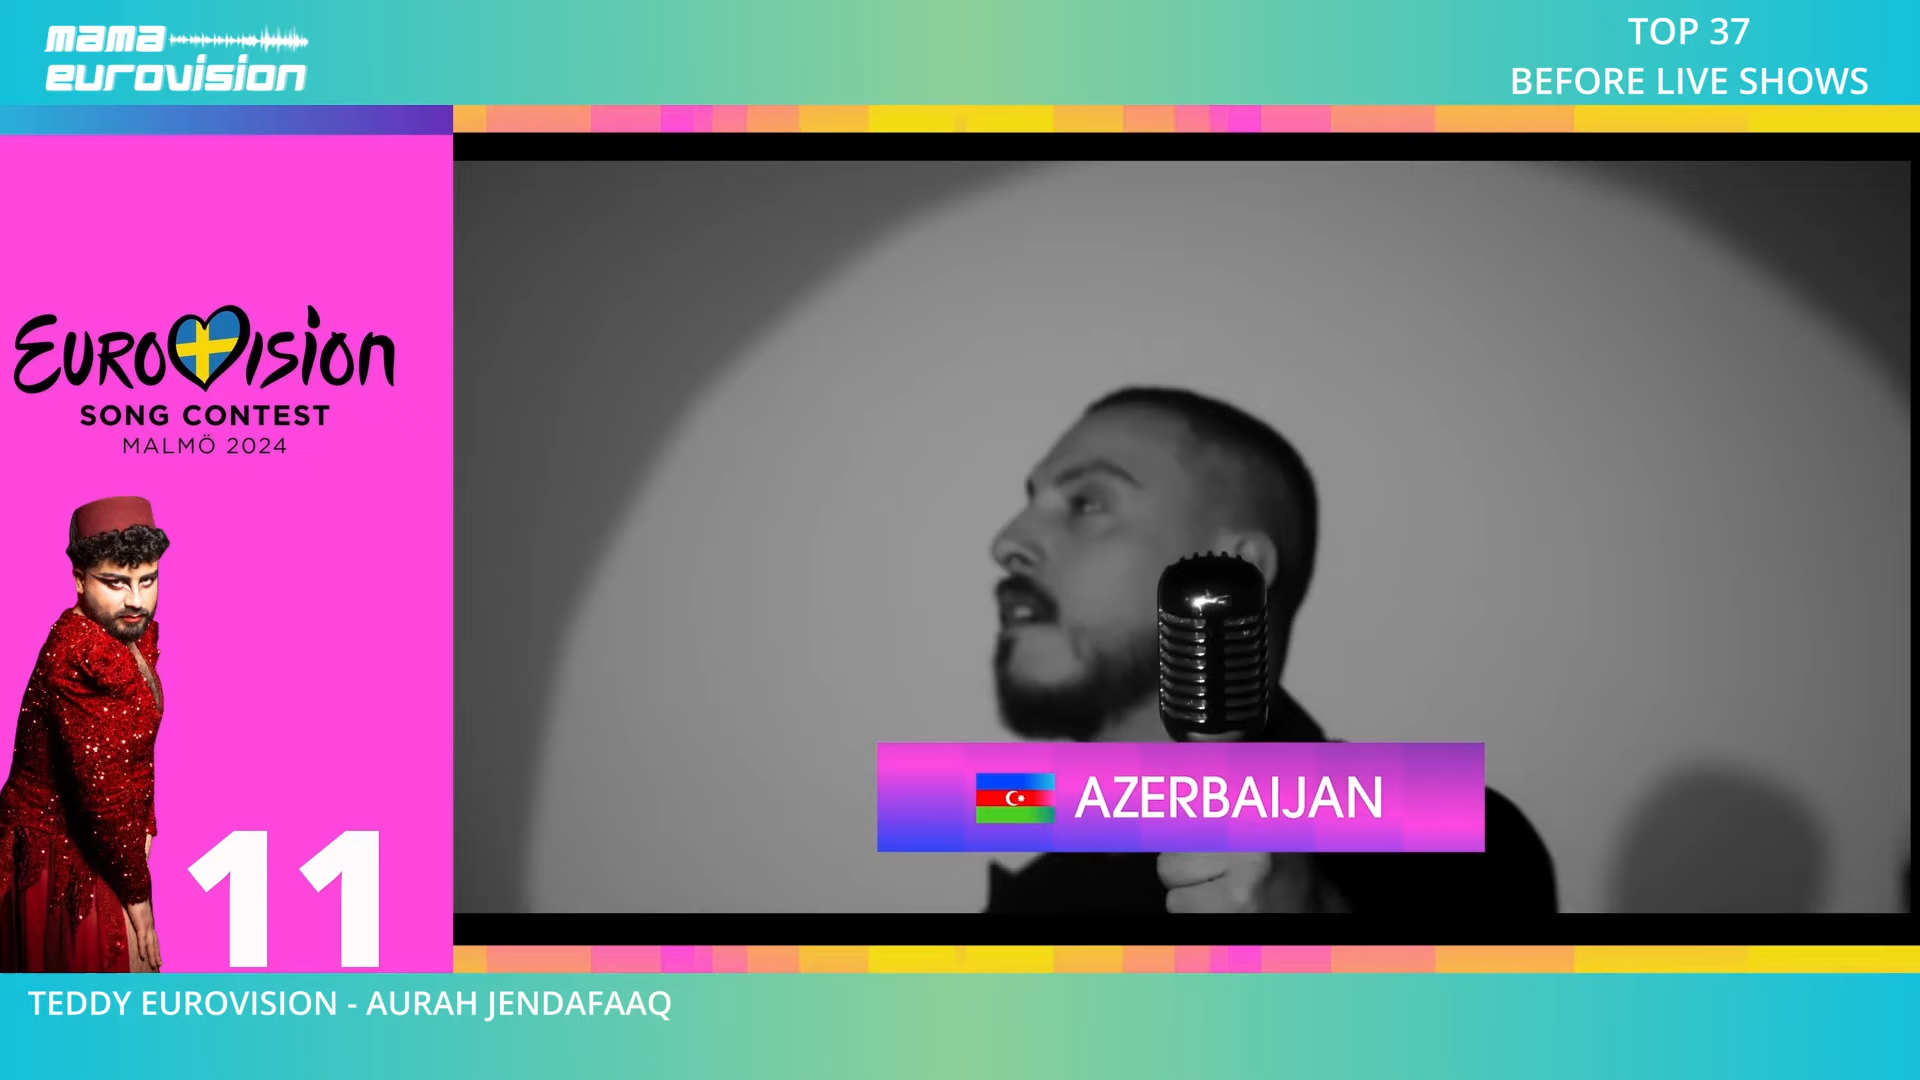 mama
eurovision
TOP 37
BEFORE LIVE SHOWS
EUROVISION
SONG CONTEST
MALMÖ 2024
11
AZERBAIJAN
TEDDY EUROVISION - AURAH JENDAFAAQ